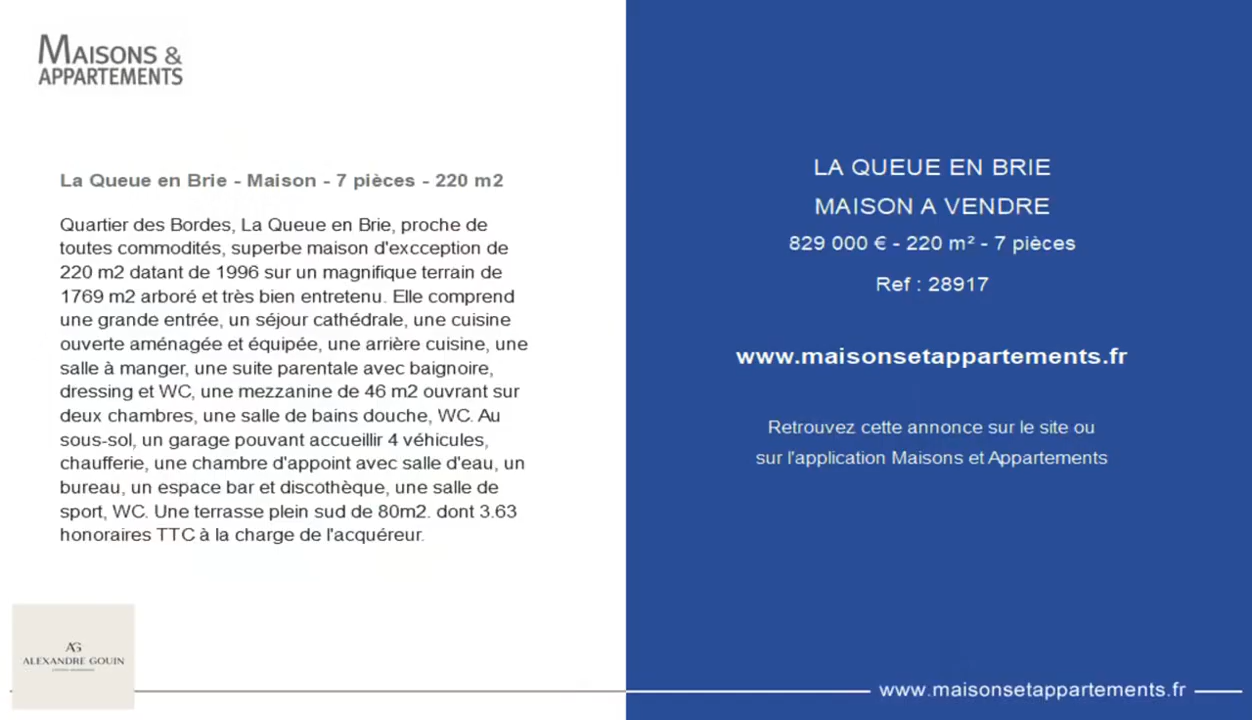 MAISONS &
APPARTEMENTS
La Queue en Brie - Maison - 7 pièces - 220 m2
Quartier des Bordes, La Queue en Brie, proche de
toutes commodités, superbe maison d'excception de
220 m2 datant de 1996 sur un magnifique terrain de
1769 m2 arboré et très bien entretenu. Elle comprend
une grande entrée, un séjour cathédrale, une cuisine
ouverte aménagée et équipée, une arrière cuisine, une
salle à manger, une suite parentale avec baignoire,
dressing et WC, une mezzanine de 46 m2 ouvrant sur
deux chambres, une salle de bains douche, WC. Au
sous-sol, un garage pouvant accueillir 4 véhicules,
chaufferie, une chambre d'appoint avec salle d'eau, un
bureau, un espace bar et discothèque, une salle de
sport, WC. Une terrasse plein sud de 80m2. dont 3.63
honoraires TTC à la charge de l'acquéreur.
AG
ALEXANDRE GOUIN
LA QUEUE EN BRIE
MAISON A VENDRE
829 000 € - 220 m² - 7 pièces
Ref : 28917
www.maisonsetappartements.fr
Retrouvez cette annonce sur le site ou
sur l'application Maisons et Appartements
www.maisonsetappartements.fr